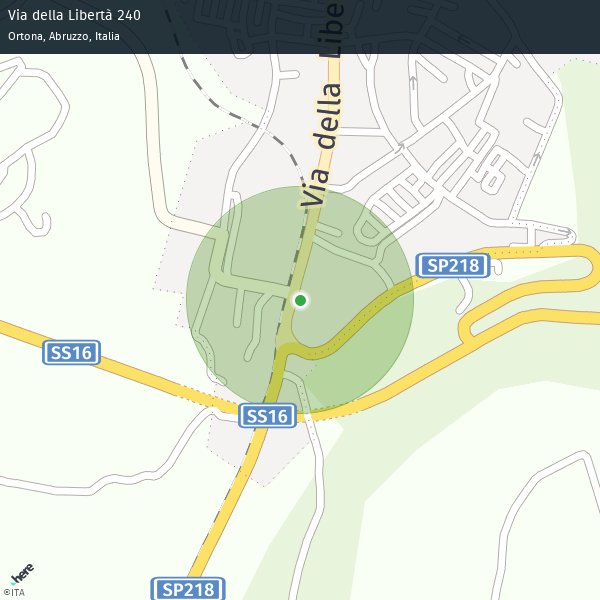 Via della Libertà 240
Ortona, Abruzzo, Italia
Via della Libe
SP218
SS16
SS16
SP218
here
©ITA